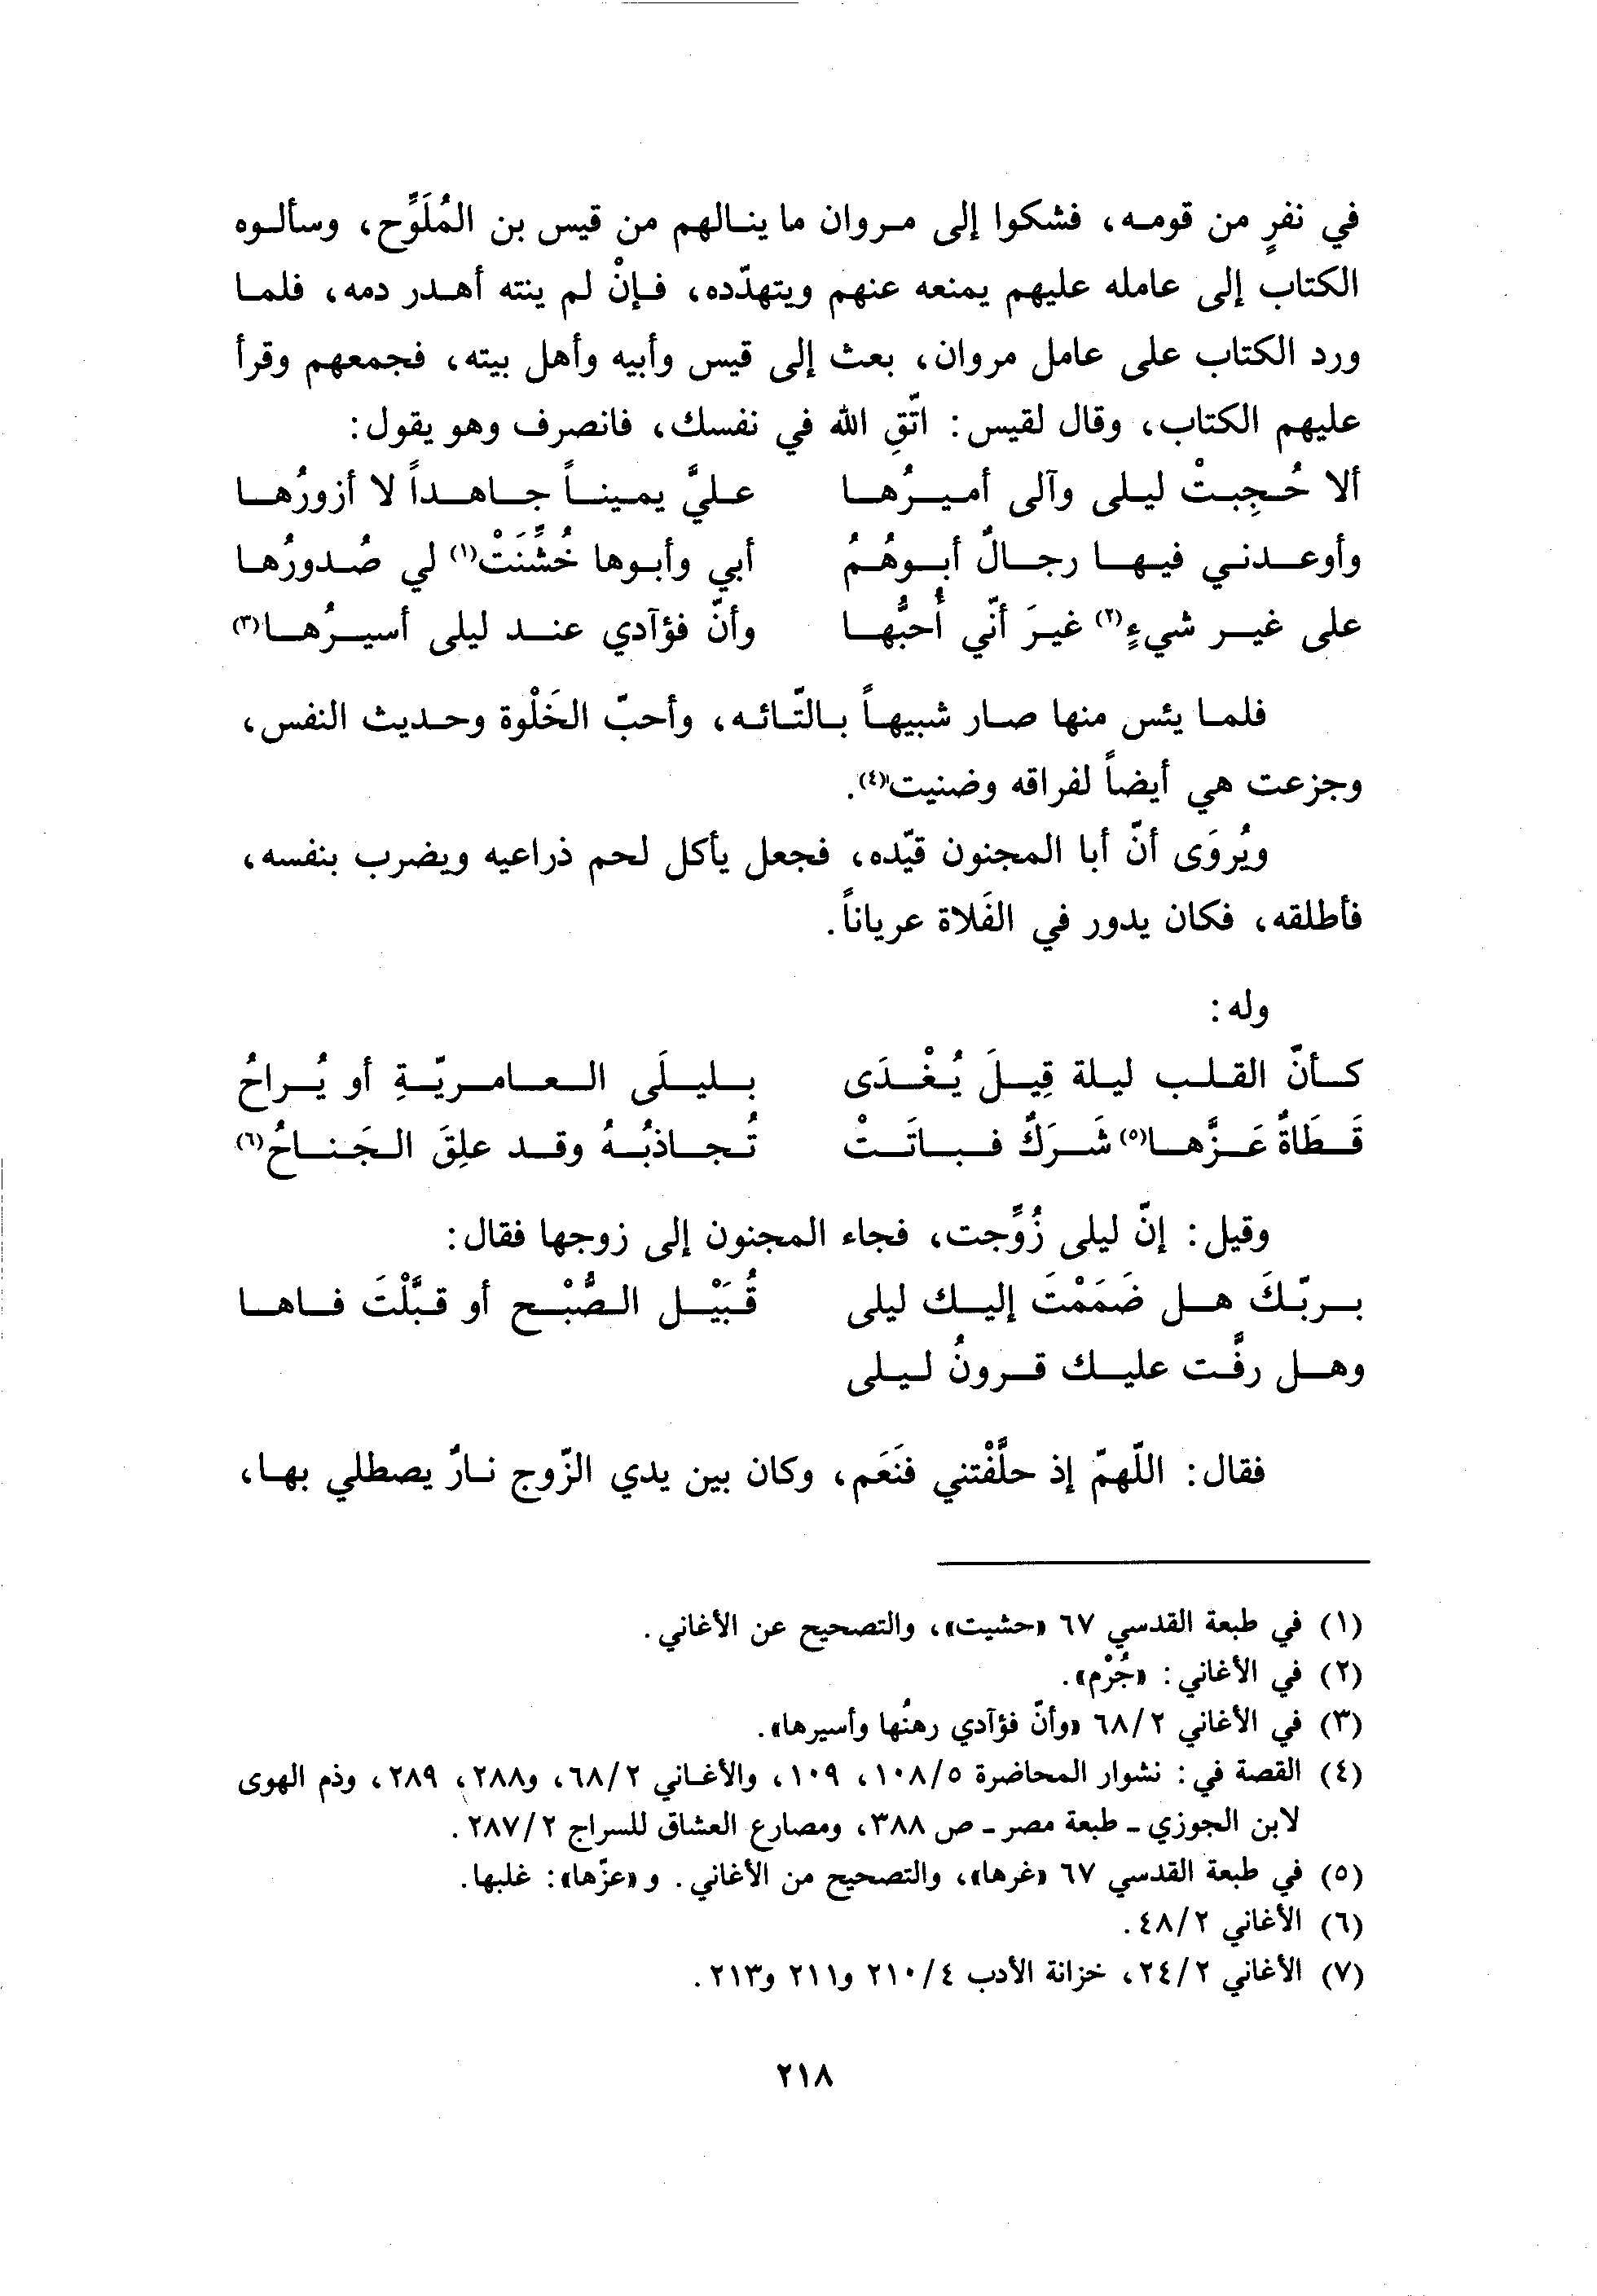 في نفرٍ من قومه، فشكوا إلى مروان ما ينالهم من قيس بن المُلَوَّح، وسألوه
الكتاب إلى عامله عليهم يمنعه عنهم ويتهدّده، فإنْ لم ينته أهدر دمه، فلما
ورد الكتاب على عامل مروان، بعث إلى قيس وأبيه وأهل بيته، فجمعهم وقرأ
عليهم الكتاب، وقال لقيس: اتّقِ الله في نفسك، فانصرف وهو يقول:
ألا حُجِبتْ ليلى وآلى أميرُها عليَّ يميناً جاهداً لا أزورُها
وأوعدني فيها رجالٌ أبوهُمُ أبي وأبوها خُشِّنَتْ(١) لي صُدورُها
على غير شيءٍ(٢) غيرَ أنّي أُحبُّها وأنّ فؤآدي عند ليلى أسيرُها(٣)
فلما يئس منها صار شبيهاً بالتّائه، وأحبّ الخَلْوة وحديث النفس،
وجزعت هي أيضاً لفراقه وضنيت(٤).
ويُروَى أنّ أبا المجنون قيّده، فجعل يأكل لحم ذراعيه ويضرب بنفسه،
فأطلقه، فكان يدور في الفَلاة عرياناً.
وله:
كأنّ القلب ليلة قِيلَ يُغْدَى بليلَى العامريّةِ أو يُراحُ
قَطَاةٌ عَزَّها(٥) شَرَكٌ فباتَتْ تُجاذبُهُ وقد علِقَ الجَناحُ(٦)
وقيل: إنّ ليلى زُوِّجت، فجاء المجنون إلى زوجها فقال:
بربّكَ هل ضَمَمْتَ إليك ليلى قُبَيْل الصُّبْح أو قبَّلْتَ فاها
وهل رفَّت عليك قرونُ ليلى
فقال: اللّهمّ إذ حلَّفْتني فنَعَم، وكان بين يدي الزّوج نارٌ يصطلي بها،
(١) في طبعة القدسي ٦٧ «حشيت»، والتصحيح عن الأغاني.
(٢) في الأغاني: «جُرْم».
(٣) في الأغاني ٦٨/٢ «وأنّ فؤآدي رهنُها وأسيرها».
(٤) القصة في: نشوار المحاضرة ١٠٨/٥، ١٠٩، والأغاني ٦٨/٢، و٢٨٨، ٢٨٩، وذم الهوى
لابن الجوزي - طبعة مصر - ص ٣٨٨، ومصارع العشاق للسراج ٢٨٧/٢.
(٥) في طبعة القدسي ٦٧ «غرها»، والتصحيح من الأغاني. و«عزّها»: غلبها.
(٦) الأغاني ٤٨/٢.
(٧) الأغاني ٢٤/٢، خزانة الأدب ٢١٠/٤ و٢١١ و٢١٣.
٢١٨